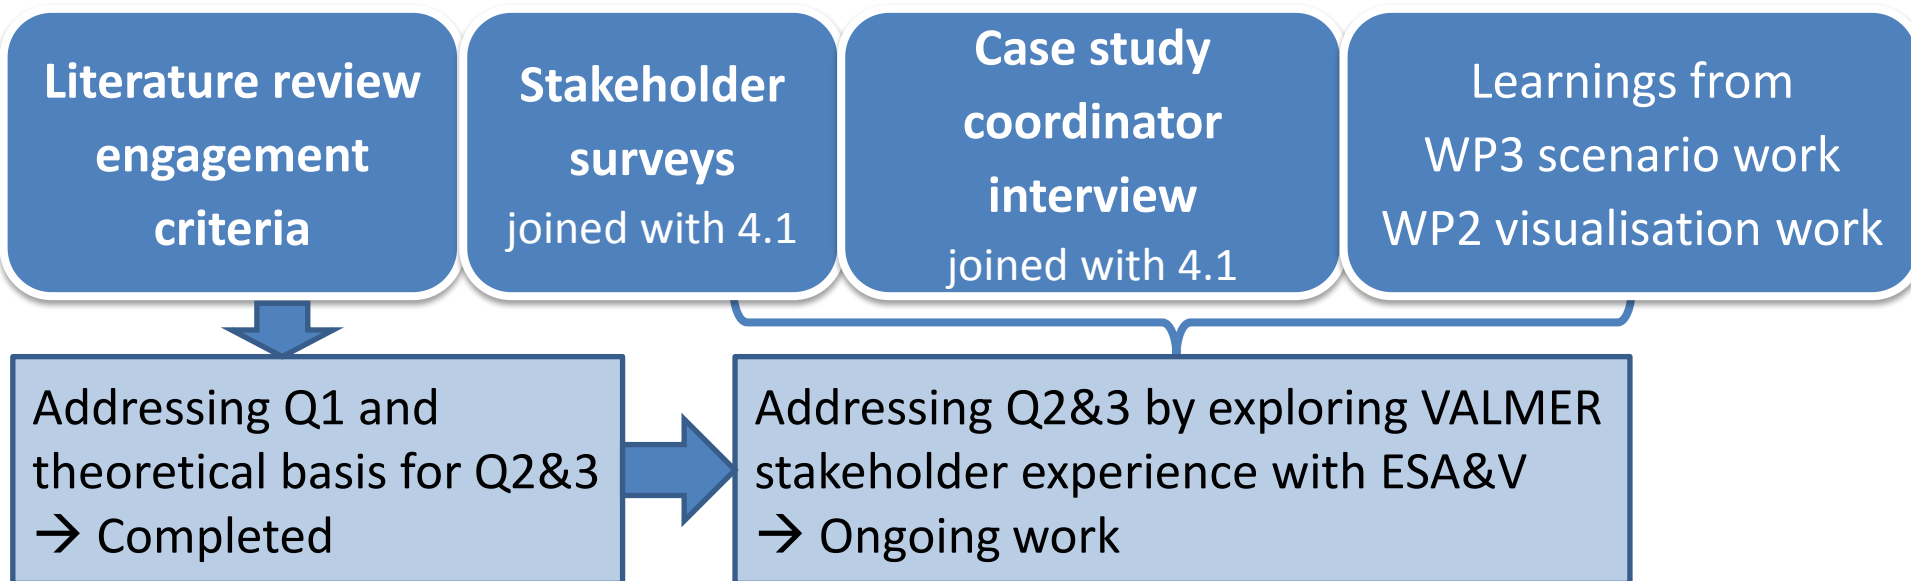 Literature review
engagement
criteria
Stakeholder
surveys
joined with 4.1
Case study
coordinator
interview
joined with 4.1
Learnings from
WP3 scenario work
WP2 visualisation work
Addressing Q1 and
theoretical basis for Q2&3
→ Completed
Addressing Q2&3 by exploring VALMER
stakeholder experience with ESA&V
→ Ongoing work